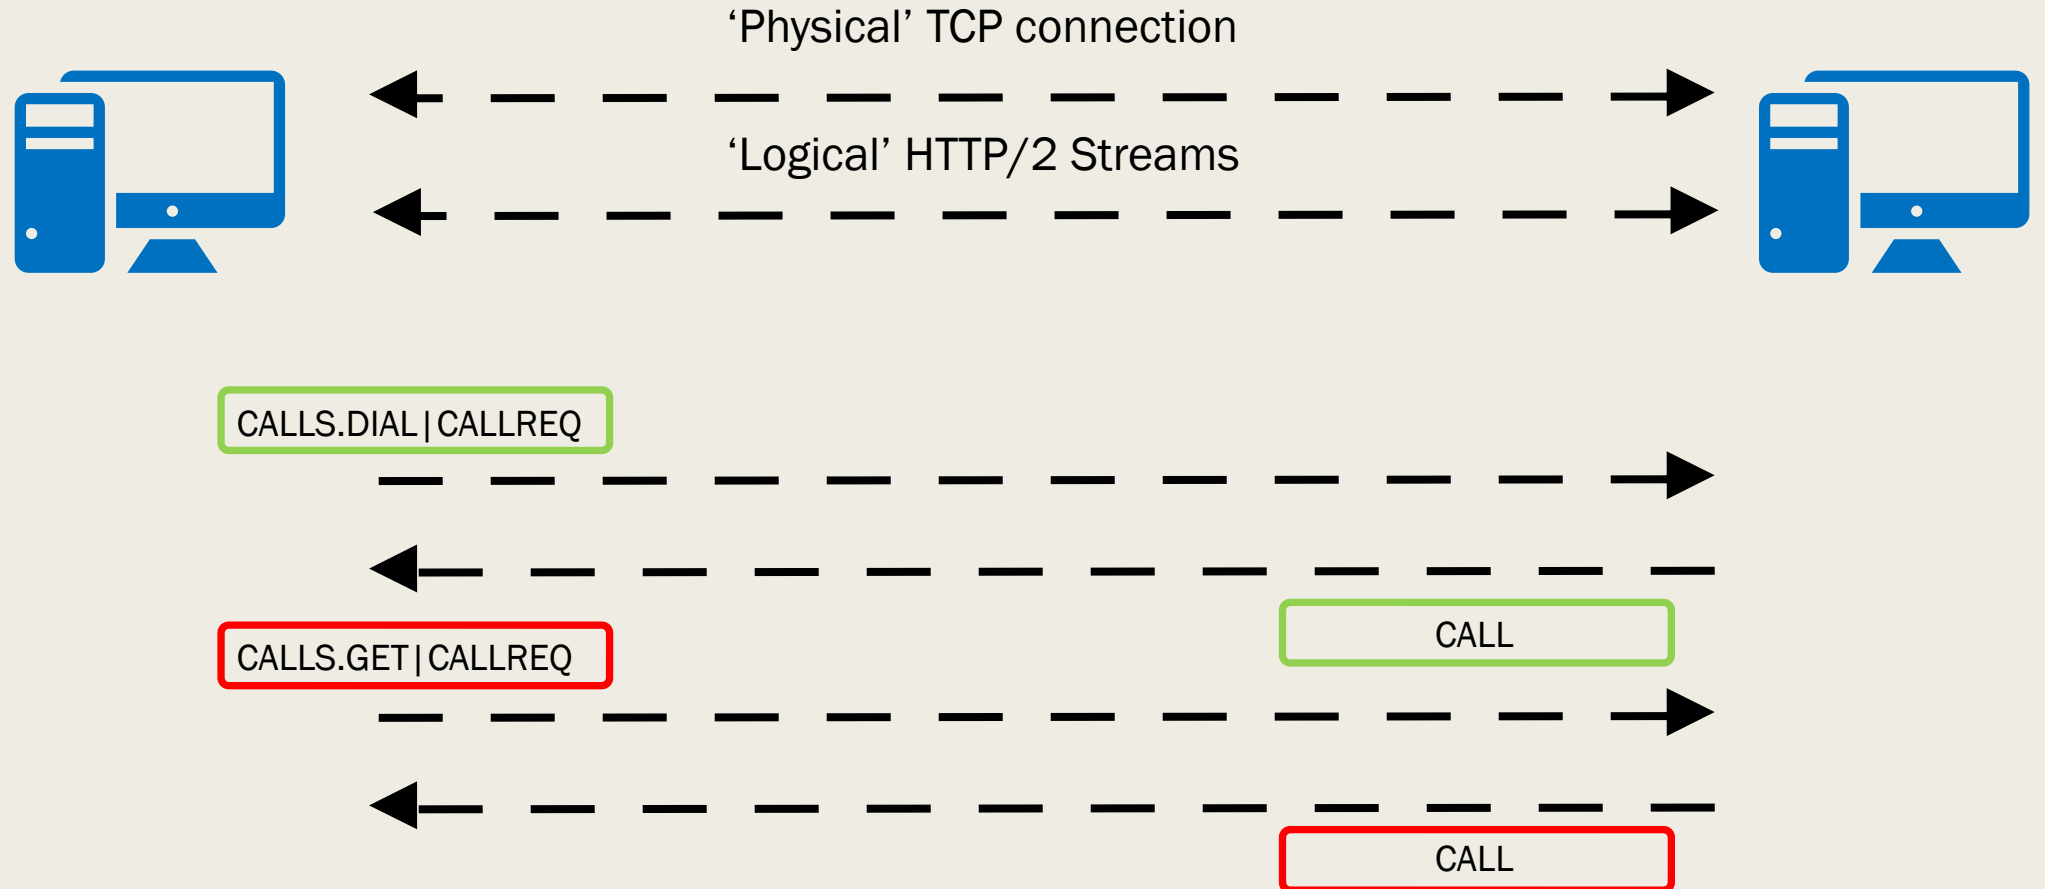 ‘Physical’ TCP connection
‘Logical’ HTTP/2 Streams
CALLS.DIAL|CALLREQ
CALL
CALLS.GET|CALLREQ
CALL